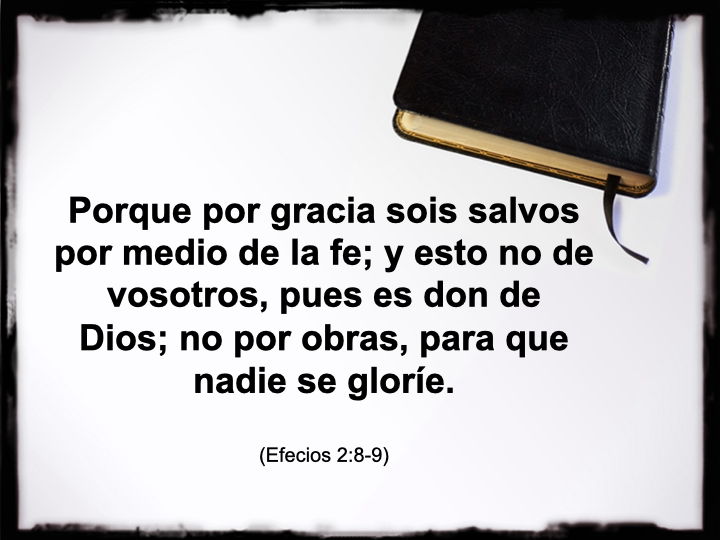 Porque por gracia sois salvos
por medio de la fe; y esto no de
vosotros, pues es don de
Dios; no por obras, para que
nadie se gloríe.
(Efecios 2:8-9)